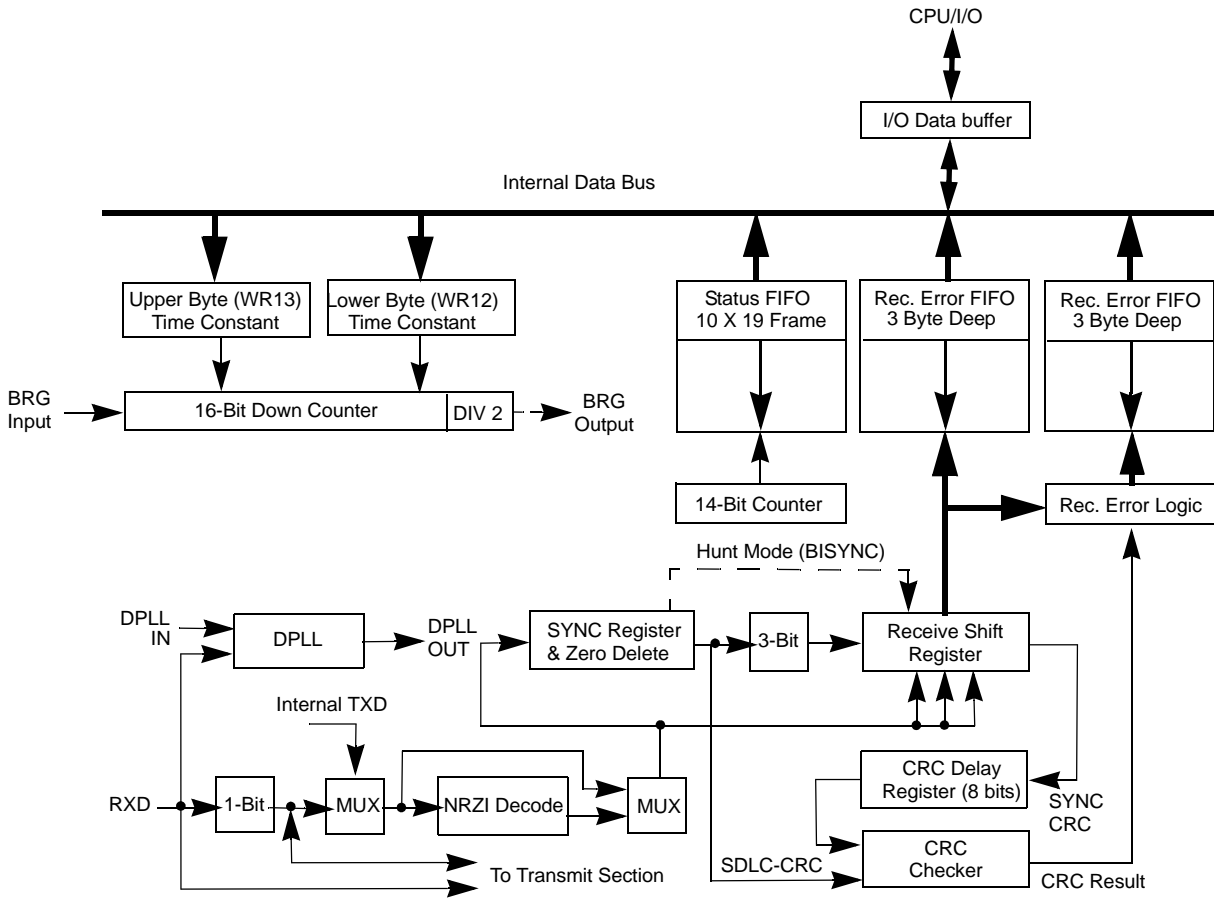 CPU/I/O
I/O Data buffer
Internal Data Bus
Upper Byte (WR13)
Time Constant
Lower Byte (WR12)
Time Constant
Status FIFO
10 X 19 Frame
Rec. Error FIFO
3 Byte Deep
Rec. Error FIFO
3 Byte Deep
BRG
Input
16-Bit Down Counter
DIV 2
BRG
Output
14-Bit Counter
Rec. Error Logic
Hunt Mode (BISYNC)
DPLL
IN
DPLL
DPLL
OUT
SYNC Register
& Zero Delete
3-Bit
Receive Shift
Register
Internal TXD
RXD
1-Bit
MUX
NRZI Decode
MUX
CRC Delay
Register (8 bits)
SYNC
CRC
To Transmit Section
SDLC-CRC
CRC
Checker
CRC Result